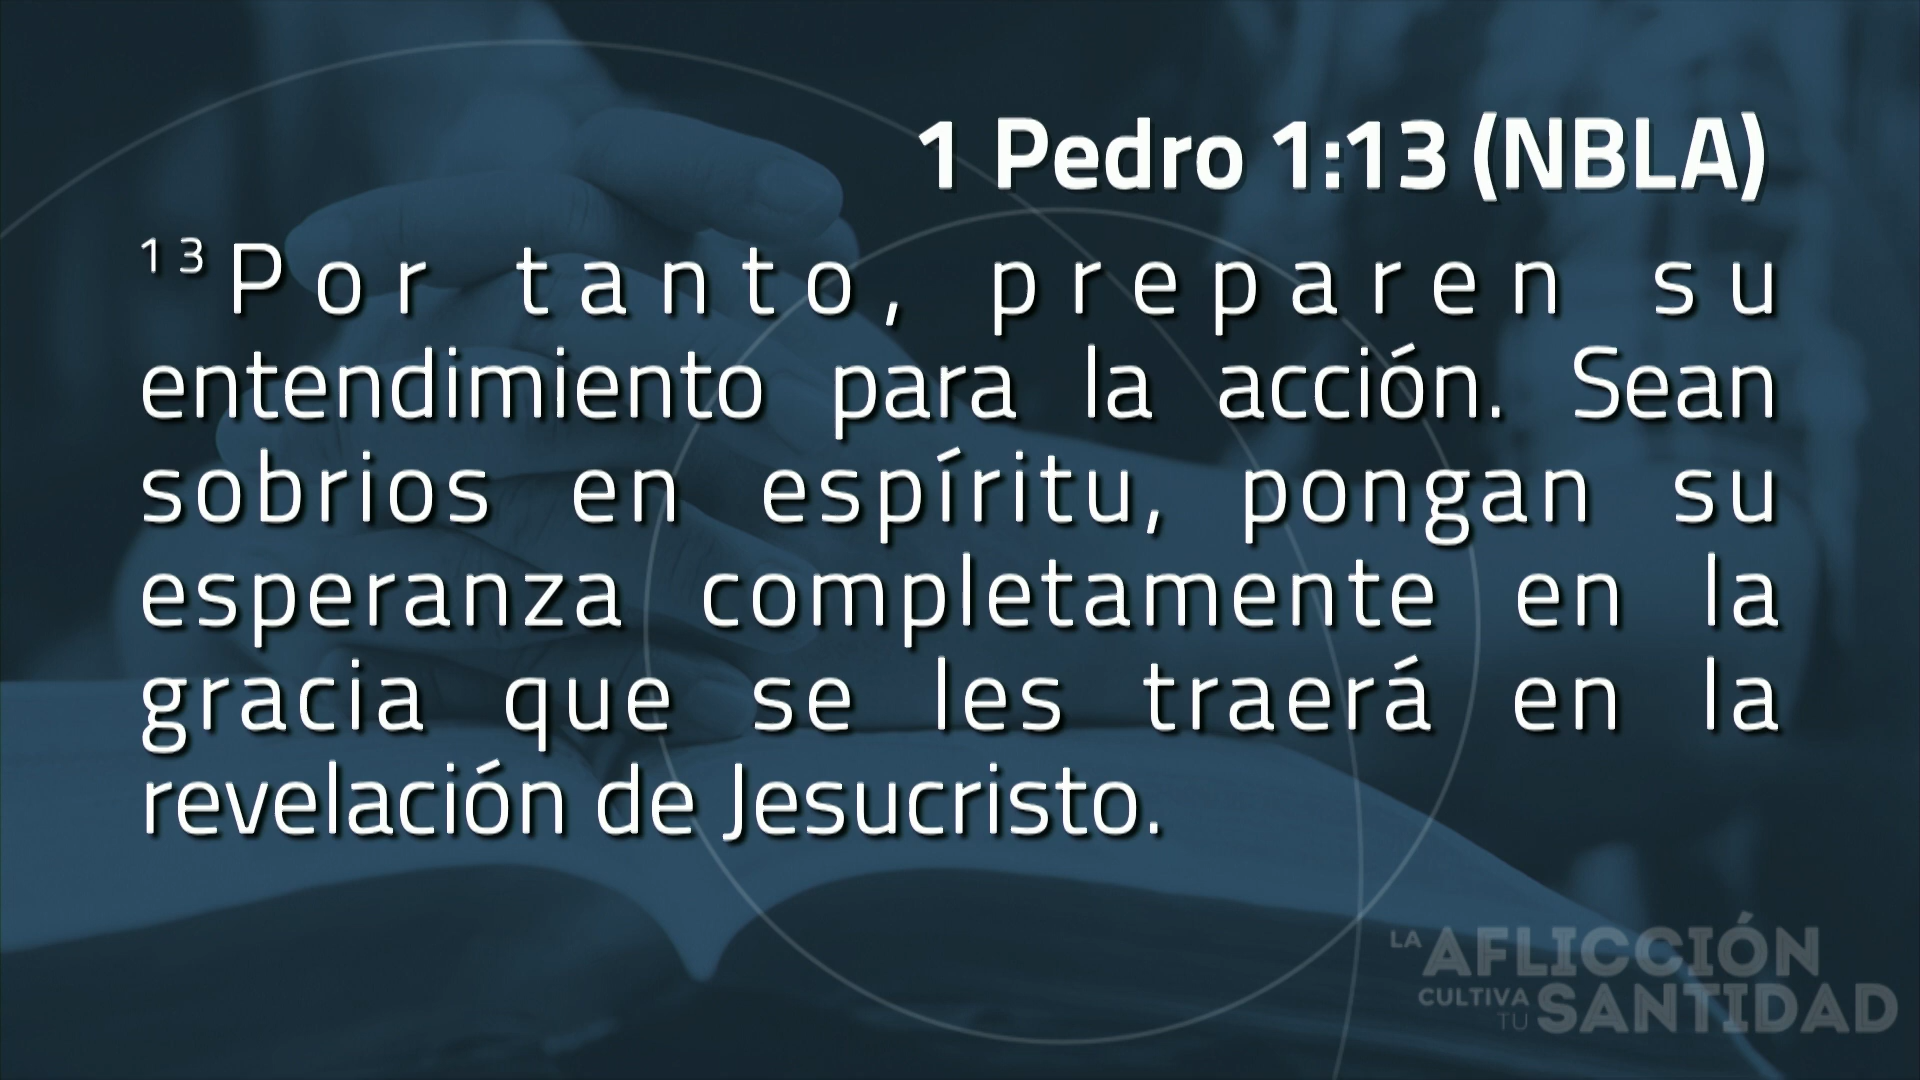 1 Pedro 1:13 (NBLA)
13 Por tanto, preparen su
entendimiento para la acción. Sean
sobrios en espíritu, pongan su
esperanza completamente en la
gracia que se les traerá en la
revelación de Jesucristo.
LA AFLICCIÓN
CULTIVA TU SANTIDAD